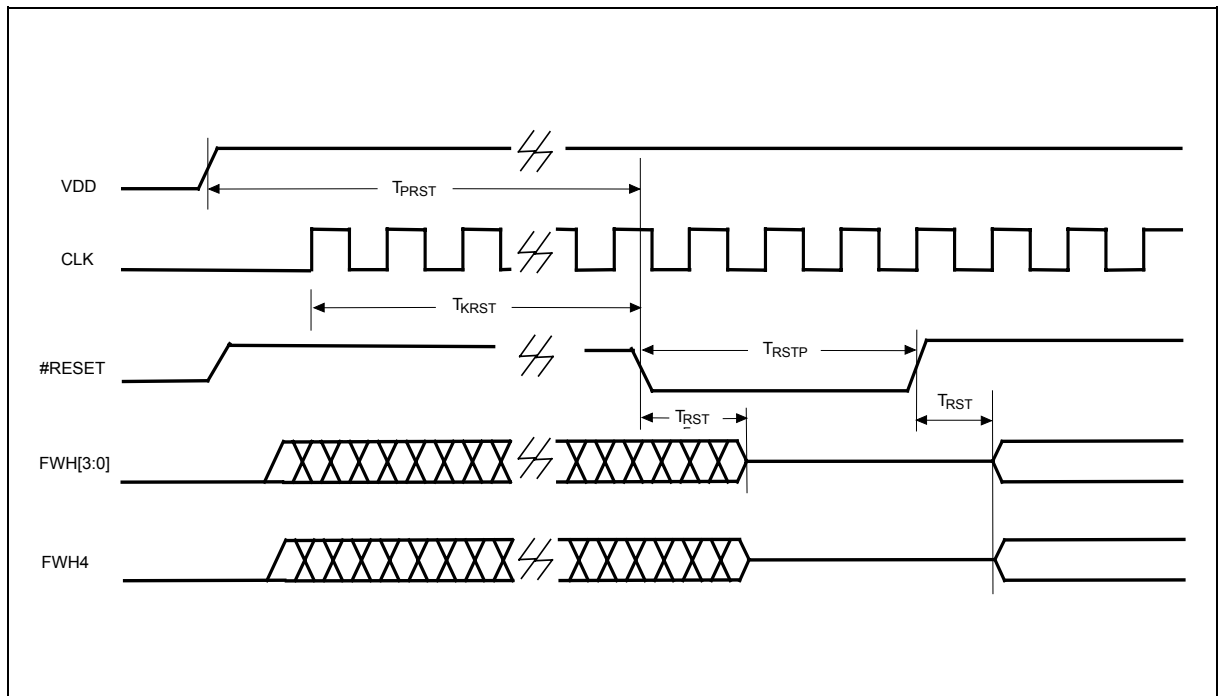 VDD
TPRST
CLK
TKRST
#RESET
TRSTP
TRST
TRST
FWH[3:0]
FWH4